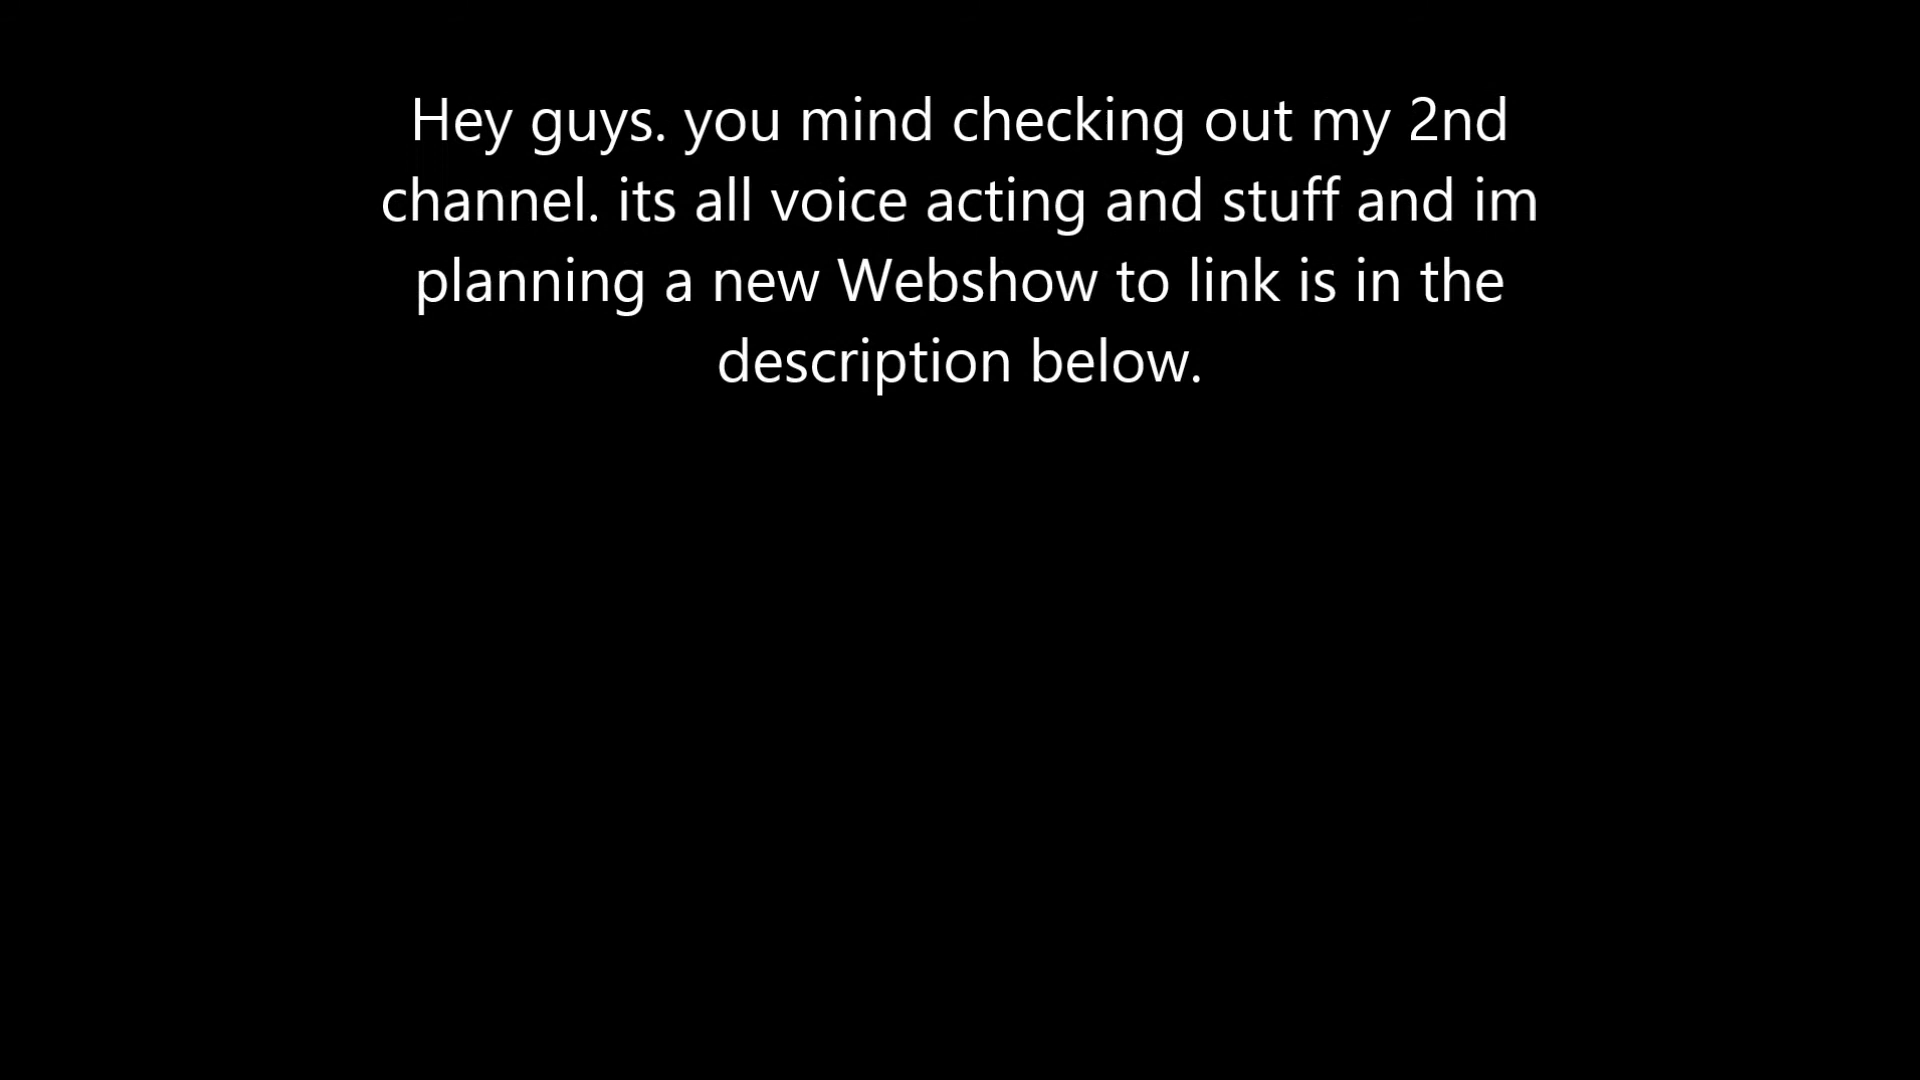 Hey guys. you mind checking out my 2nd
channel. its all voice acting and stuff and im
planning a new Webshow to link is in the
description below.